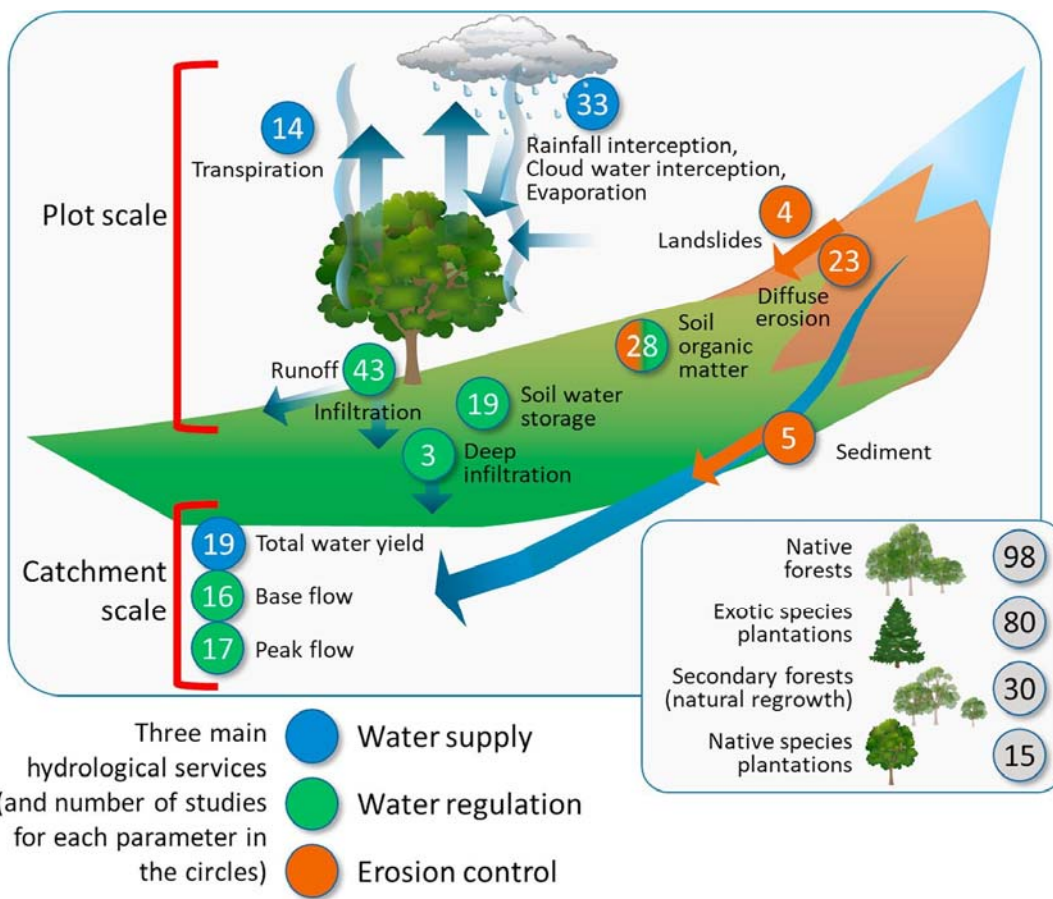 33
14
Transpiration
Rainfall interception,
Cloud water interception,
Evaporation
Plot scale
4
Landslides
23
Diffuse
erosion
28
Soil
organic
matter
Runoff
43
Infiltration
19
Soil water
storage
3
Deep
infiltration
5
Sediment
Catchment
scale
19
Total water yield
16
Base flow
17
Peak flow
Native
forests
98
Exotic species
plantations
80
Secondary forests
(natural regrowth)
30
Native species
plantations
15
Three main
hydrological services
(and number of studies
for each parameter in
the circles)
Water supply
Water regulation
Erosion control